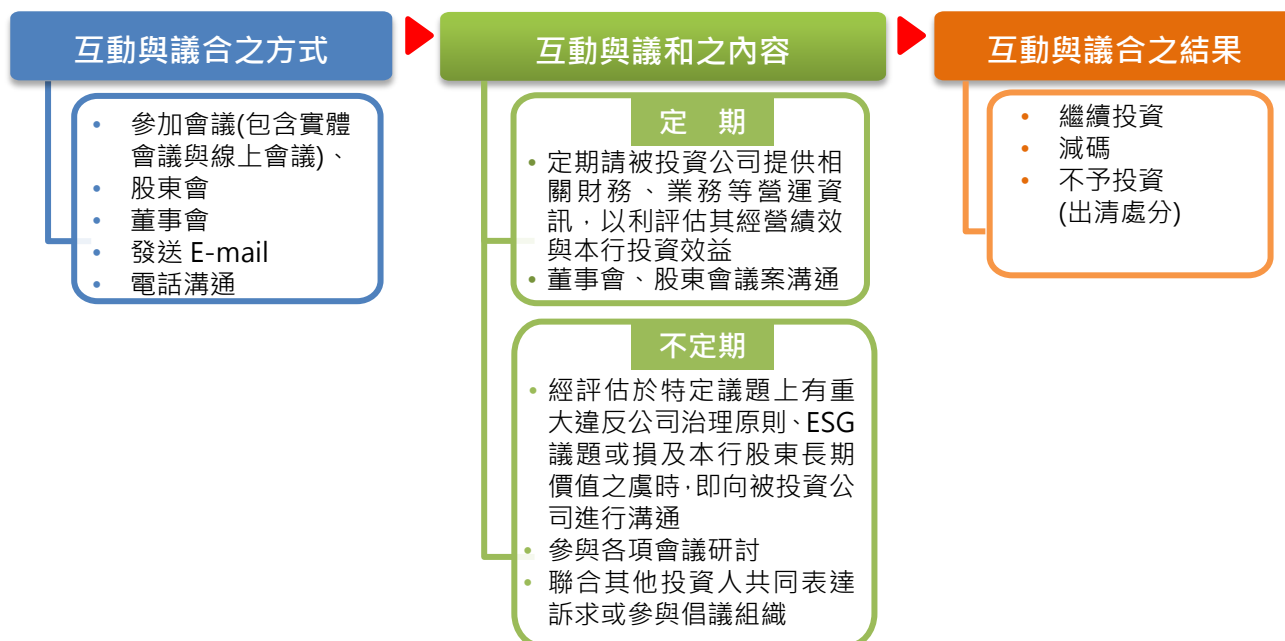 互動與議合之方式
參加會議(包含實體
會議與線上會議)、
股東會
董事會
發送 E-mail
電話溝通
互動與議和之內容
定 期
定期請被投資公司提供相
關財務、業務等營運資
訊，以利評估其經營績效
與本行投資效益
董事會、股東會議案溝通
不定期
經評估於特定議題上有重
大違反公司治理原則、ESG
議題或損及本行股東長期
價值之虞時，即向被投資公
司進行溝通
參與各項會議研討
聯合其他投資人共同表達
訴求或參與倡議組織
互動與議合之結果
繼續投資
減碼
不予投資
(出清處分)